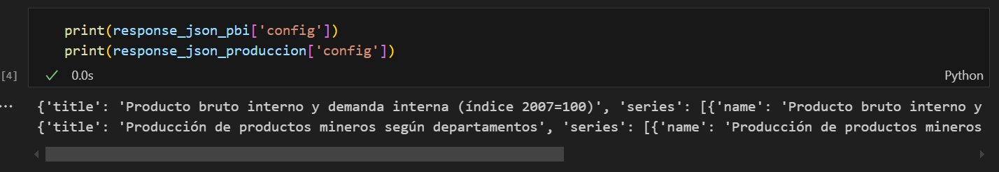 print(response_json_pbi['config'])
print(response_json_produccion['config'])
[4]
0.0s
Python
{'title': 'Producto bruto interno y demanda interna (índice 2007=100)', 'series': [{'name': 'Producto bruto interno y
{'title': 'Producción de productos mineros según departamentos', 'series': [{'name': 'Producción de productos mineros